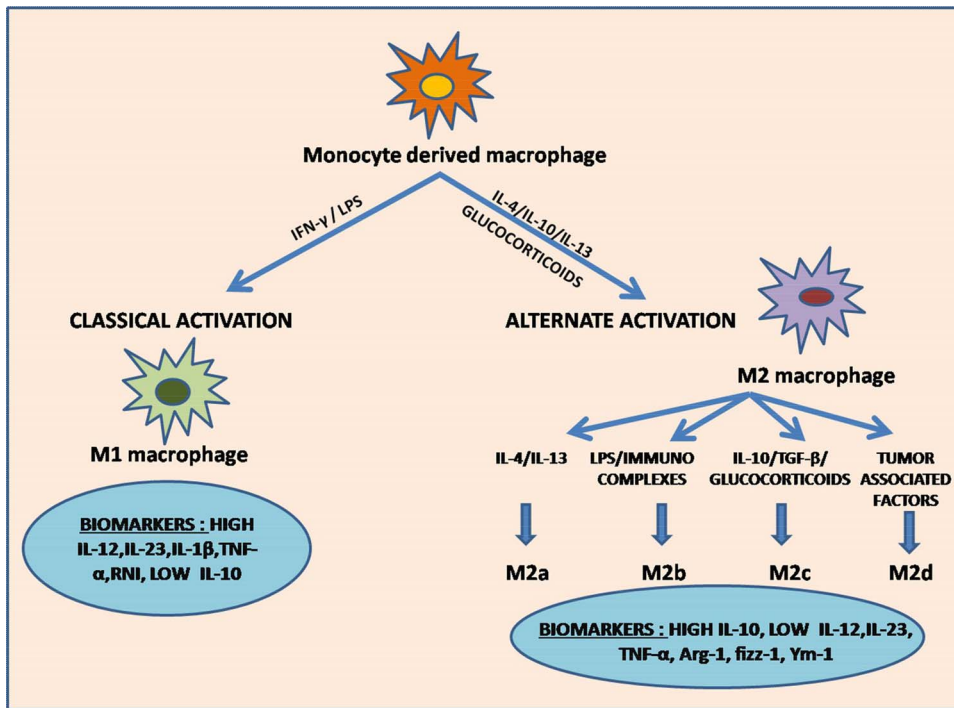 Monocyte derived macrophage
IFN-γ / LPS
IL-4/IL-10/IL-13
GLUCOCORTICOIDS
CLASSICAL ACTIVATION
ALTERNATE ACTIVATION
M1 macrophage
M2 macrophage
BIOMARKERS : HIGH
IL-12,IL-23,IL-1β,TNF-
α,RNI, LOW IL-10
IL-4/IL-13
LPS/IMMUNO
COMPLEXES
IL-10/TGF-β/
GLUCOCORTICOIDS
TUMOR
ASSOCIATED
FACTORS
M2a
M2b
M2c
M2d
BIOMARKERS : HIGH IL-10, LOW IL-12,IL-23,
TNF-α, Arg-1, fizz-1, Ym-1